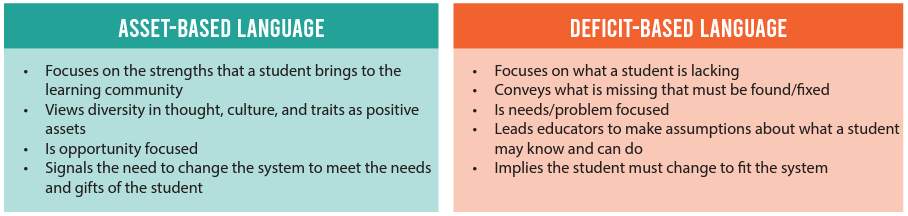 ASSET-BASED LANGUAGE
• Focuses on the strengths that a student brings to the
learning community
• Views diversity in thought, culture, and traits as positive
assets
• Is opportunity focused
• Signals the need to change the system to meet the needs
and gifts of the student
DEFICIT-BASED LANGUAGE
• Focuses on what a student is lacking
• Conveys what is missing that must be found/fixed
• Is needs/problem focused
• Leads educators to make assumptions about what a student
may know and can do
• Implies the student must change to fit the system